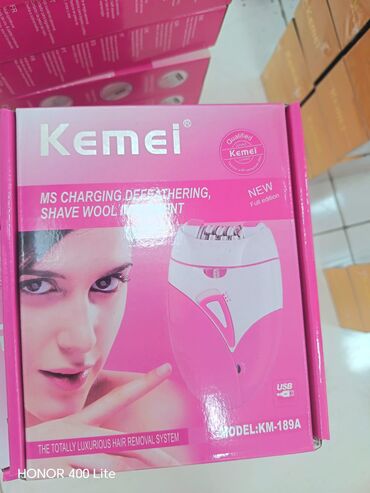 Kemei®
Qualified
Kemei
MS CHARGING DEFEATHERING,
SHAVE WOOL
NEW
Full edition
USB
MODEL:KM-189A
THE TOTALLY LUXURIOUS HAIR REMOVAL SYSTEM
HONOR 400 Lite